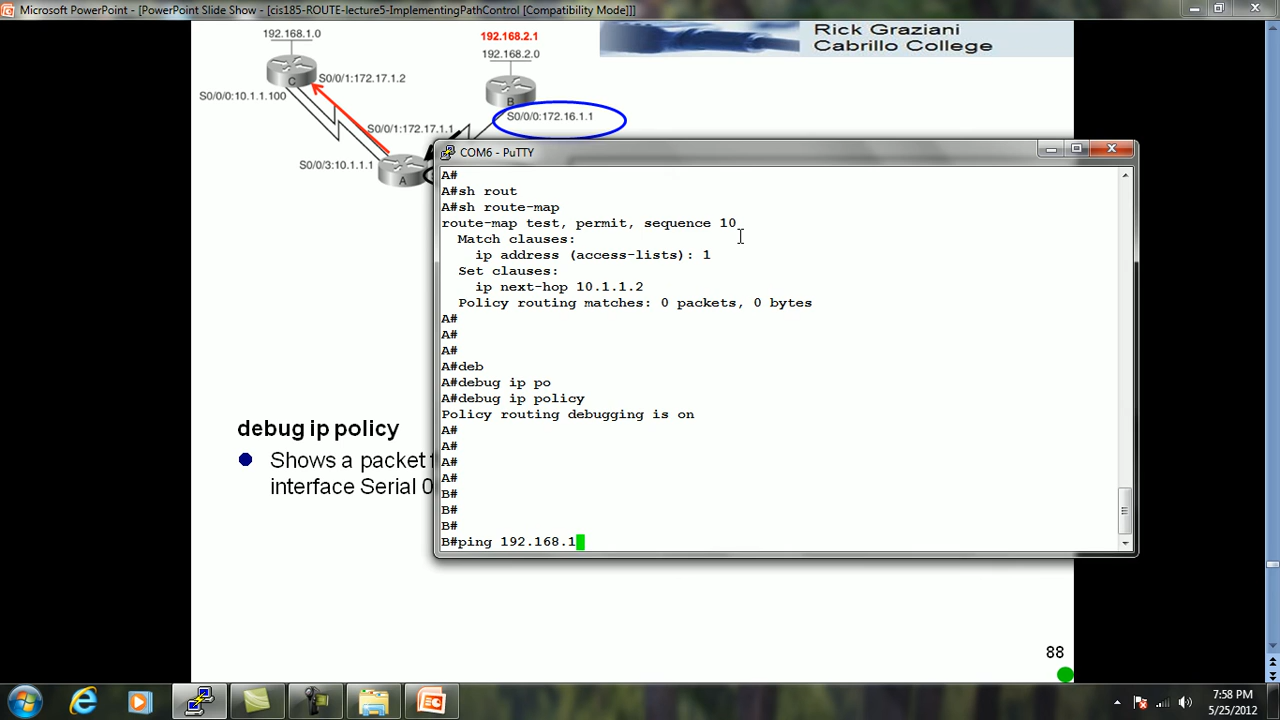 Microsoft PowerPoint - [PowerPoint Slide Show - [cis185-ROUTE-lecture5-ImplementingPathControl [Compatibility Mode]]]
192.168.1.0
192.168.2.1
192.168.2.0
Rick Graziani
Cabrillo College
C
S0/0/1:172.17.1.2
S0/0/0:10.1.1.100
B
S0/0/0:172.16.1.1
S0/0/1:172.17.1.1
S0/0/3:10.1.1.1
A
COM6 - PuTTY
A#
A#sh rout
A#sh route-map
route-map test, permit, sequence 10
Match clauses:
ip address (access-lists): 1
Set clauses:
ip next-hop 10.1.1.2
Policy routing matches: 0 packets, 0 bytes
A#
A#
A#
A#deb
A#debug ip po
A#debug ip policy
Policy routing debugging is on
A#
A#
A#
A#
B#
B#
B#
B#ping 192.168.1
debug ip policy
Shows a packet
interface Serial 0
88
7:58 PM
5/25/2012